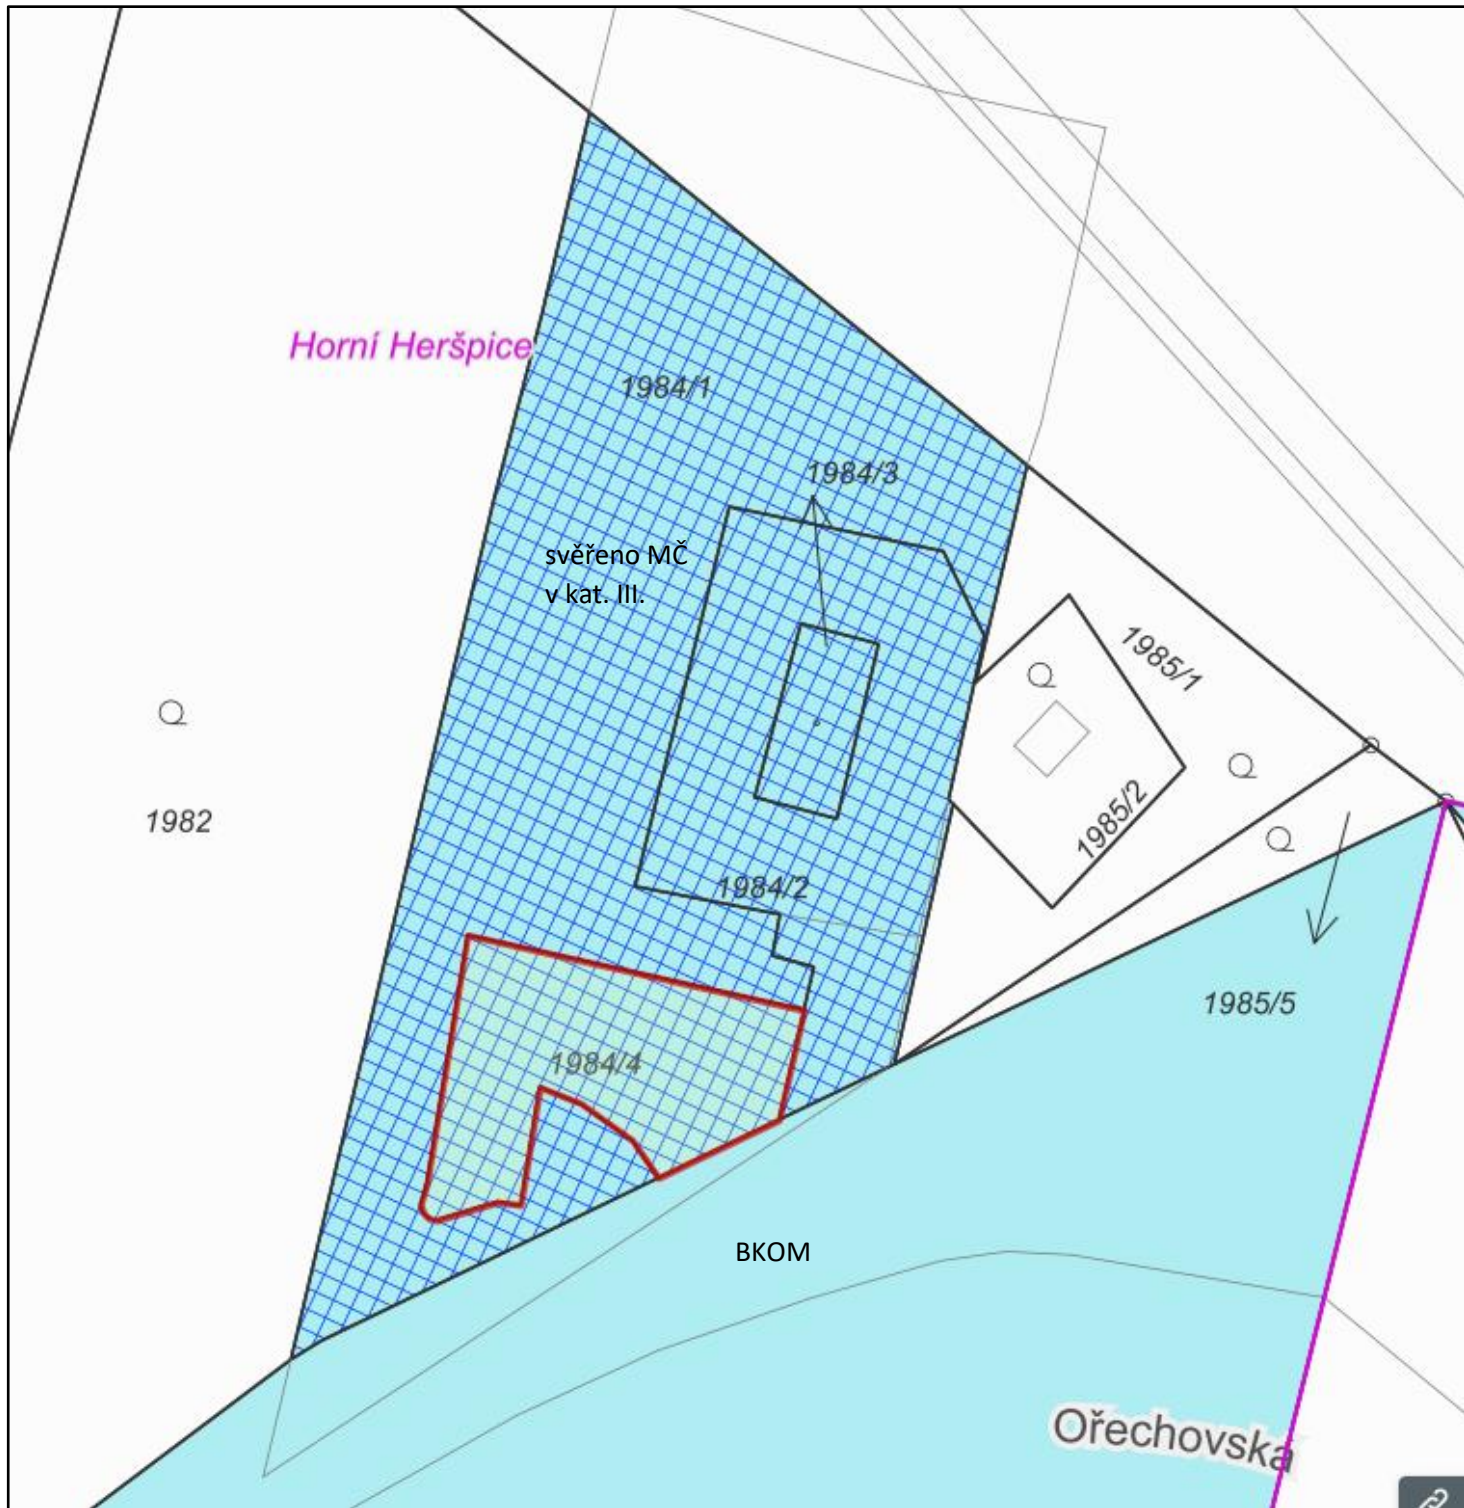 Horní Heršpice
1984/1
1984/3
svěřeno MČ
v kat. III.
1985/1
1982
1985/2
1984/2
1985/5
1984/4
BKOM
Ořechovská